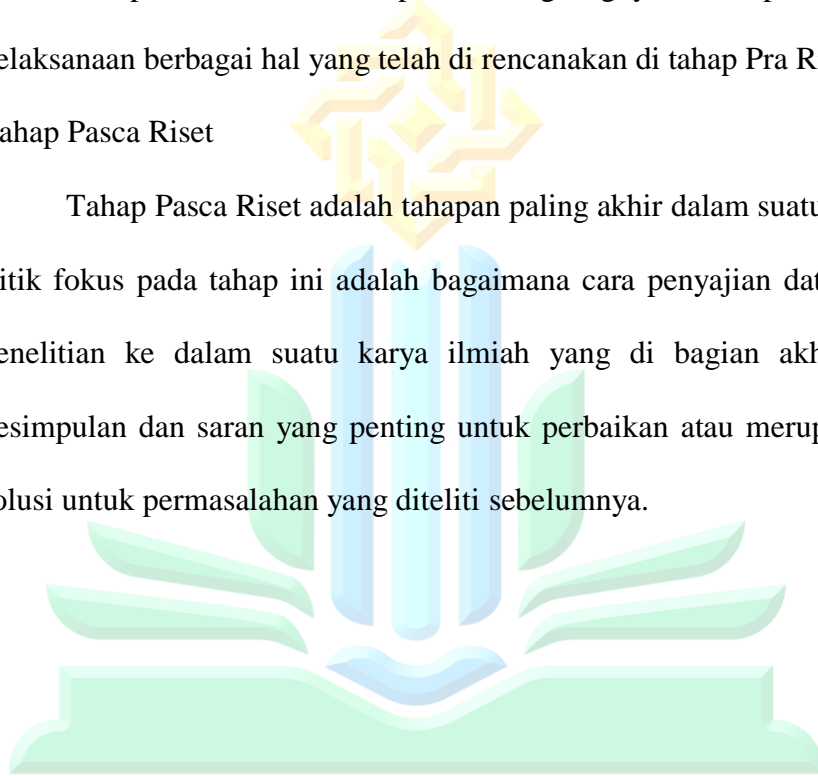 elaksanaan berbagai hal yang telah di rencanakan di tahap Pra R
ahap Pasca Riset
Tahap Pasca Riset adalah tahapan paling akhir dalam suatu
itik fokus pada tahap ini adalah bagaimana cara penyajian dat
enelitian ke dalam suatu karya ilmiah yang di bagian akh
esimpulan dan saran yang penting untuk perbaikan atau merup
olusi untuk permasalahan yang diteliti sebelumnya.